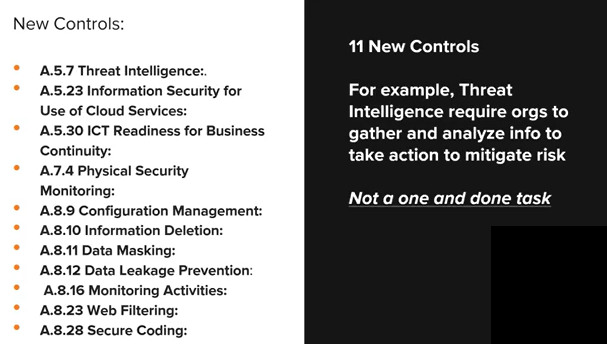 New Controls:
A.5.7 Threat Intelligence:.
A.5.23 Information Security for
Use of Cloud Services:
A.5.30 ICT Readiness for Business
Continuity:
A.7.4 Physical Security
Monitoring:
A.8.9 Configuration Management:
A.8.10 Information Deletion:
A.8.11 Data Masking:
A.8.12 Data Leakage Prevention:
A.8.16 Monitoring Activities:
A.8.23 Web Filtering:
A.8.28 Secure Coding:
11 New Controls
For example, Threat
Intelligence require orgs to
gather and analyze info to
take action to mitigate risk
Not a one and done task